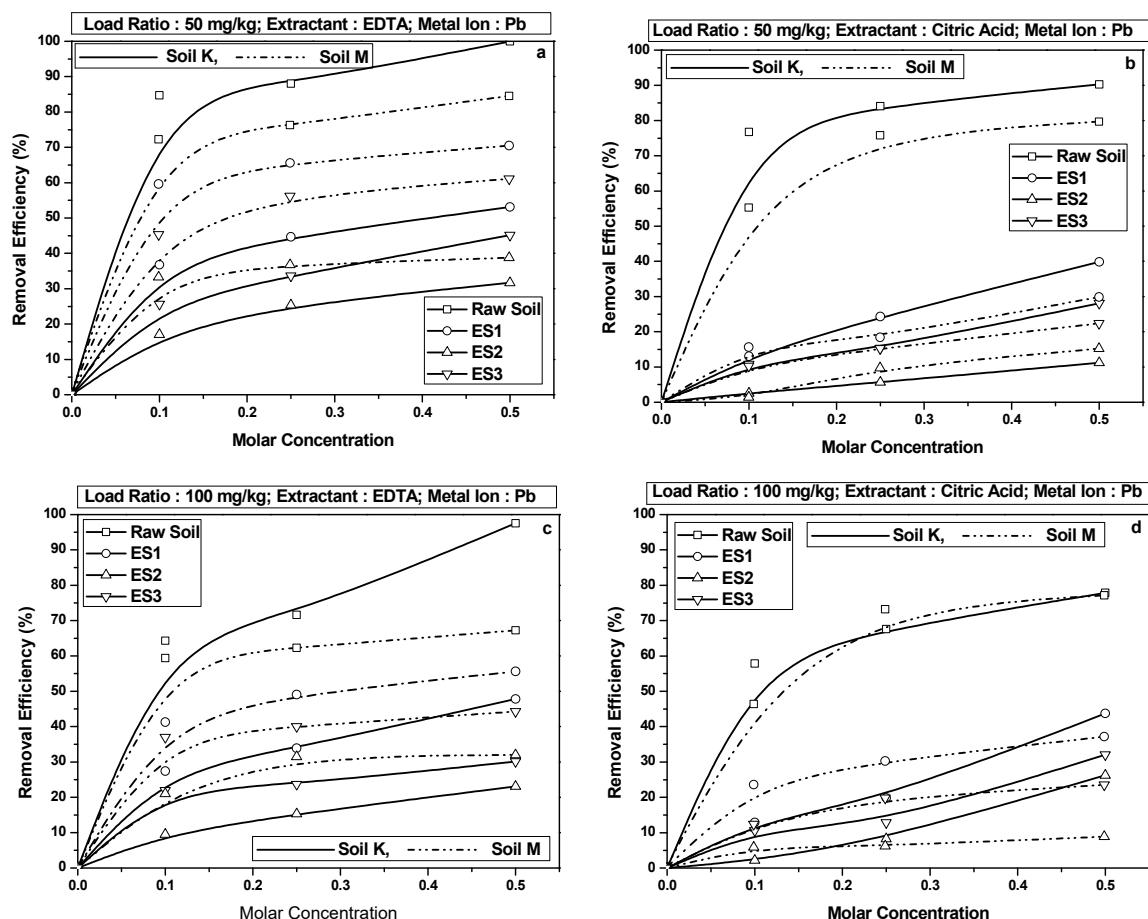 Load Ratio : 50 mg/kg; Extractant : EDTA; Metal Ion : Pb
100
90
80
70
60
50
40
30
20
10
0
Removal Efficiency (%)
Soil K, Soil M
a
Raw Soil
ES1
ES2
ES3
0.0 0.1 0.2 0.3 0.4 0.5
Molar Concentration
Load Ratio : 50 mg/kg; Extractant : Citric Acid; Metal Ion : Pb
100
90
80
70
60
50
40
30
20
10
0
Removal Efficiency (%)
Soil K, Soil M
b
Raw Soil
ES1
ES2
ES3
0.0 0.1 0.2 0.3 0.4 0.5
Molar Concentration
Load Ratio : 100 mg/kg; Extractant : EDTA; Metal Ion : Pb
100
90
80
70
60
50
40
30
20
10
0
Removal Efficiency (%)
c
Raw Soil
ES1
ES2
ES3
Soil K, Soil M
0.0 0.1 0.2 0.3 0.4 0.5
Molar Concentration
Load Ratio : 100 mg/kg; Extractant : Citric Acid; Metal Ion : Pb
100
90
80
70
60
50
40
30
20
10
0
Removal Efficiency (%)
Soil K, Soil M
d
Raw Soil
ES1
ES2
ES3
0.0 0.1 0.2 0.3 0.4 0.5
Molar Concentration